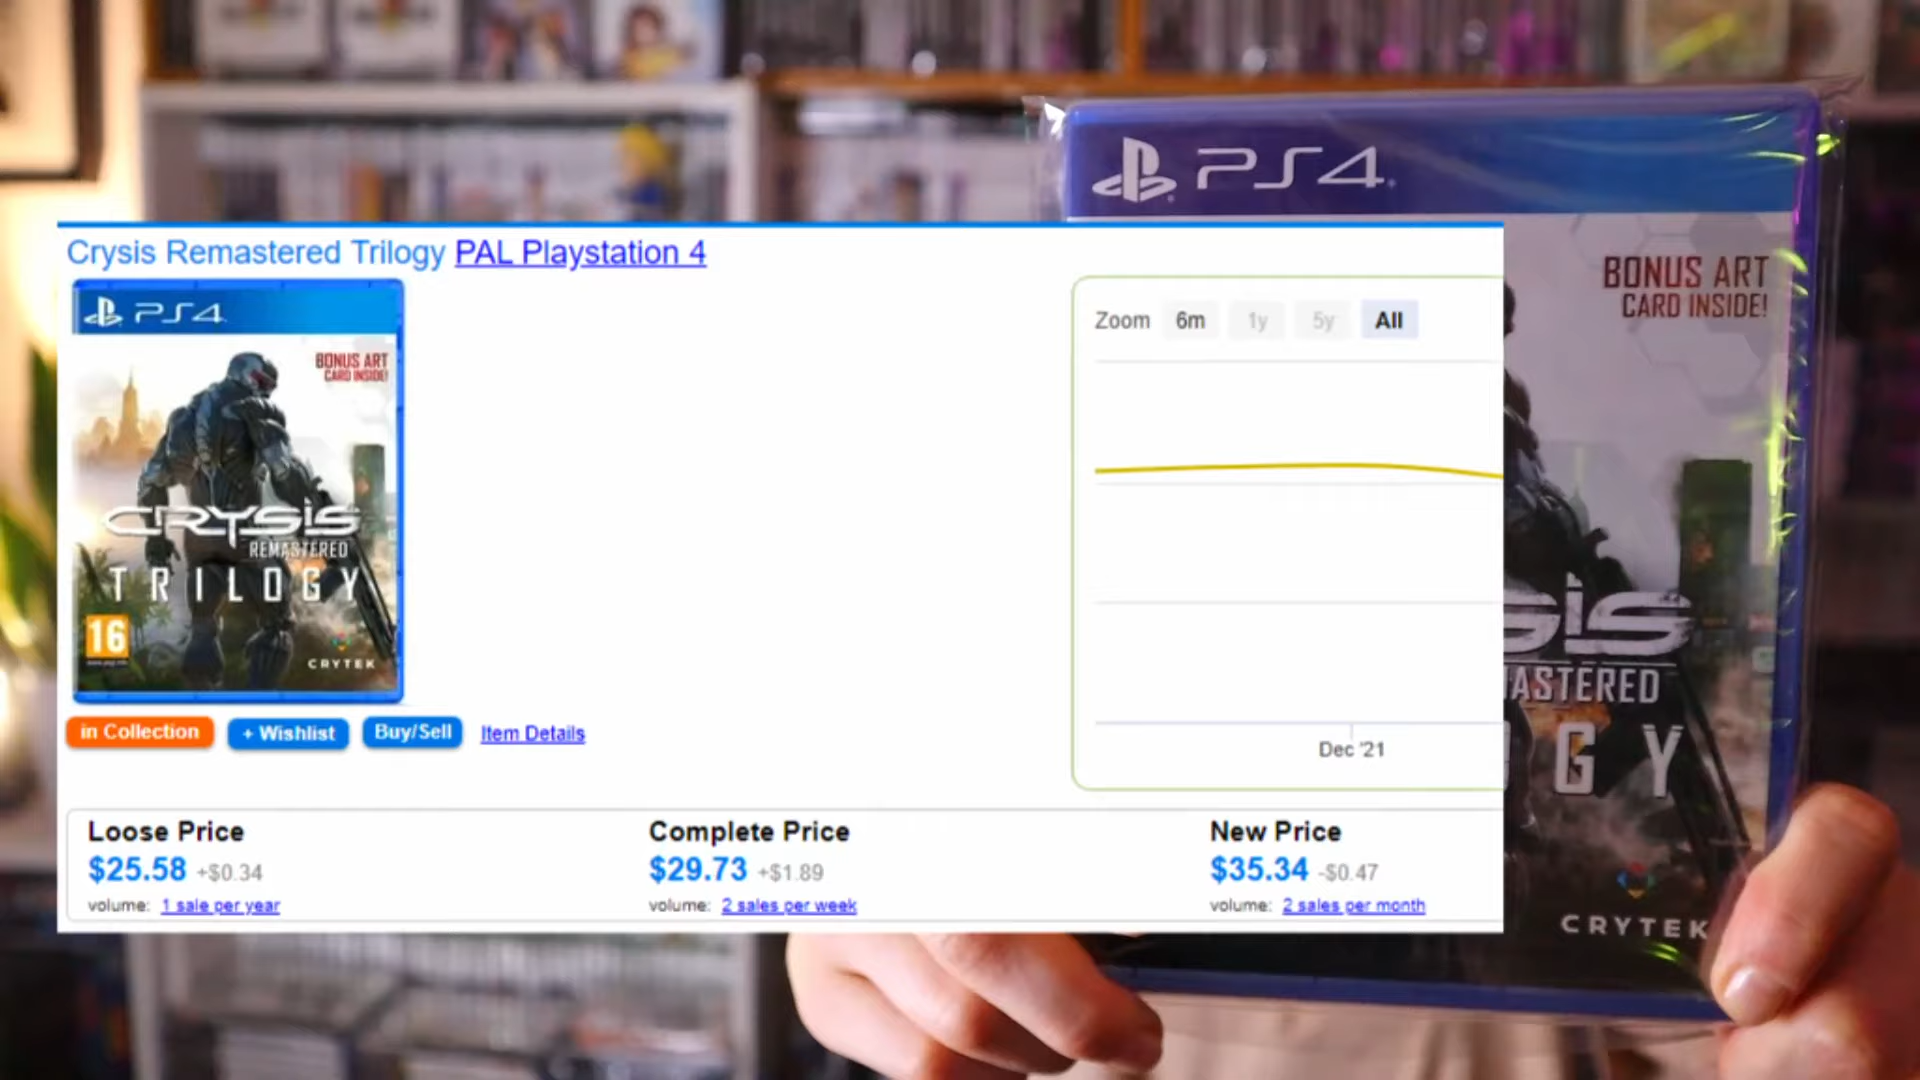 PS4
BONUS ART
CARD INSIDE!
Crysis Remastered Trilogy PAL Playstation 4
PS4
BONUS ART
CARD INSIDE!
CRYSIS
REMASTERED
TRILOGY
16
CRYTEK
Zoom 6m 1y 5y All
Dec '21
SIS
ASTERED
G Y
CRYTEK
in Collection + Wishlist Buy/Sell Item Details
Loose Price Complete Price New Price
$25.58 +$0.34 $29.73 +$1.89 $35.34 -$0.47
volume: 1 sale per year volume: 2 sales per week volume: 2 sales per month